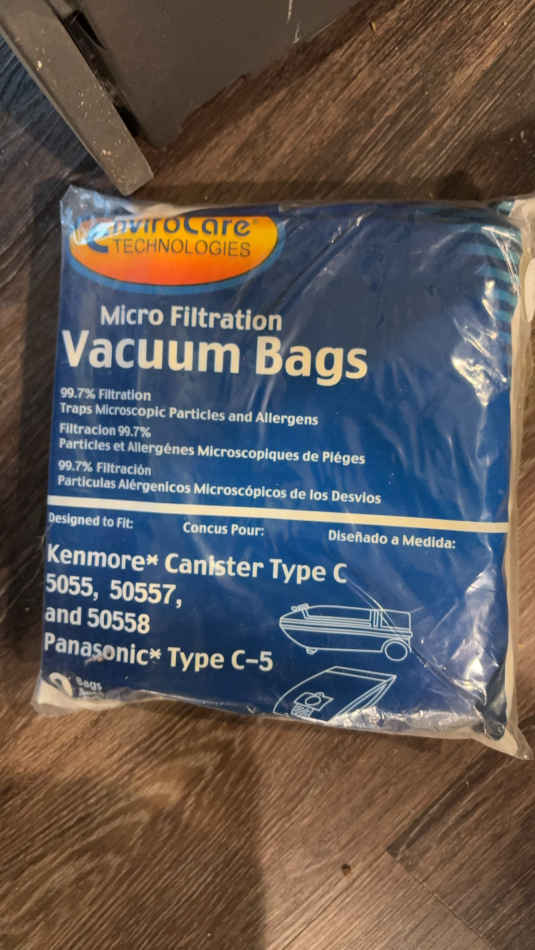 EnviroCare®
TECHNOLOGIES
Micro Filtration
Vacuum Bags
99.7% Filtration
Traps Microscopic Particles and Allergens
Filtracion 99.7%
Particles et Allergénes Microscopiques de Piéges
99.7% Filtración
Particulas Alérgenicos Microscópicos de los Desvios
Designed to Fit: Concus Pour: Diseñado a Medida:
Kenmore* Canister Type C
5055, 50557,
and 50558
Panasonic* Type C-5
Bags